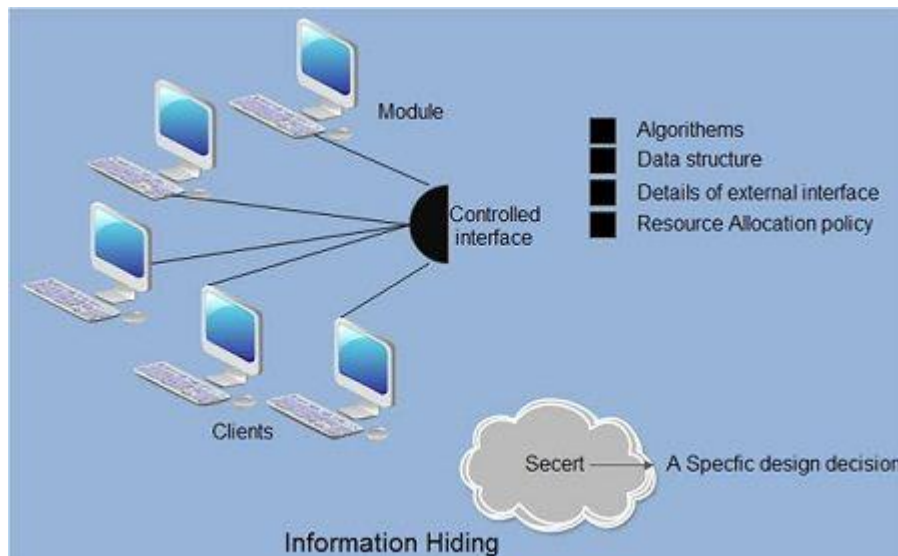 Module
Algorithems
Data structure
Details of external interface
Resource Allocation policy
Controlled
interface
Clients
Secert
A Specfic design decision
Information Hiding